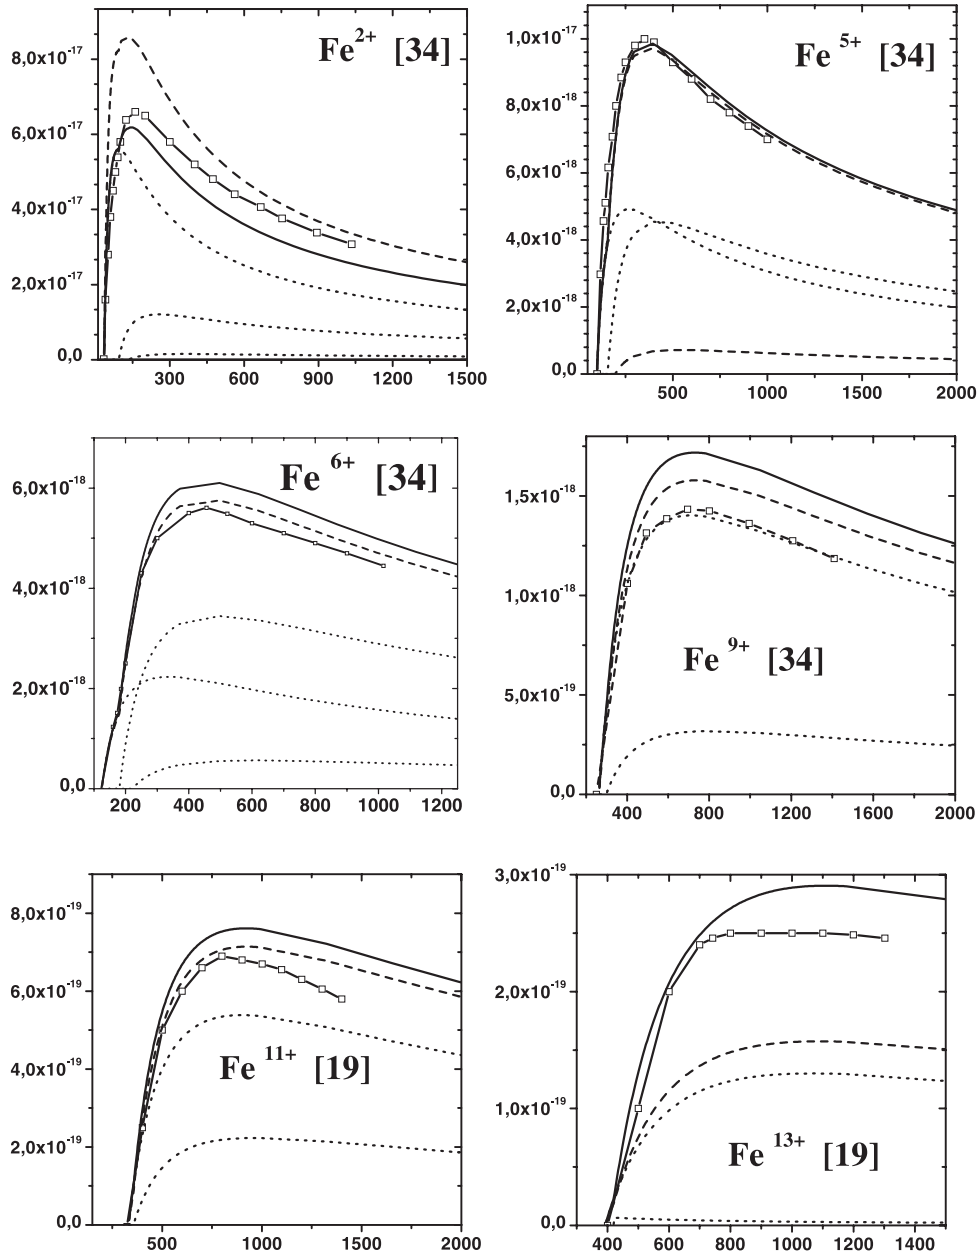 Fe 2+ [34]
8,0x10-17
6,0x10-17
4,0x10-17
2,0x10-17
0,0
300 600 900 1200 1500
Fe 5+ [34]
1,0x10-17
8,0x10-18
6,0x10-18
4,0x10-18
2,0x10-18
0,0
500 1000 1500 2000
Fe 6+ [34]
6,0x10-18
4,0x10-18
2,0x10-18
0,0
200 400 600 800 1000 1200
Fe 9+ [34]
1,5x10-18
1,0x10-18
5,0x10-19
0,0
400 800 1200 1600 2000
Fe 11+ [19]
8,0x10-19
6,0x10-19
4,0x10-19
2,0x10-19
0,0
500 1000 1500 2000
Fe 13+ [19]
3,0x10-19
2,0x10-19
1,0x10-19
0,0
400 600 800 1000 1200 1400